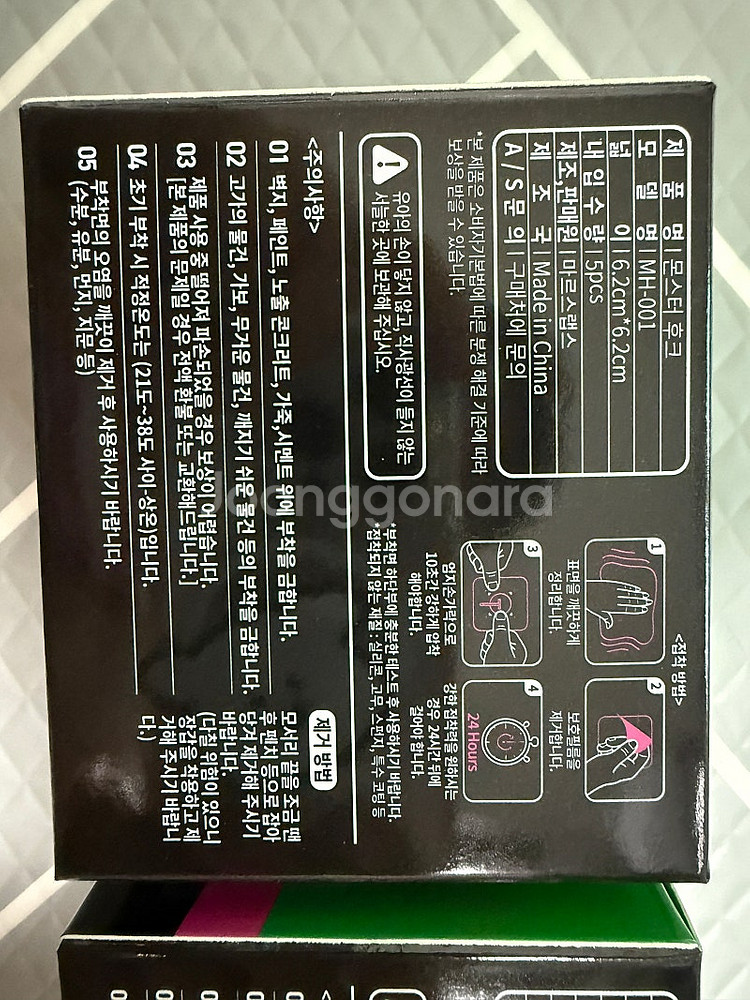 제 품 명 몬스터 후크
모 델 명 MH-001
넓 이 6.2cm*6.2cm
내 입 수 량 5pcs
제조판매원 마르스램스
제 조 국 Made in China
A/S문의 구매처에 문의
*본 제품은 소비자기본법에 따른 분쟁 해결 기준에 따라
보상을 받을 수 있습니다.
유아의 손이 닿지 않고, 직사광선이 들지 않는
서늘한 곳에 보관해 주십시오.
<접착 방법>
1
표면을 깨끗하게
정리합니다.
2
보호필름을
제거합니다.
3
엄지손가락으로
10초간 강하게 압착
해야합니다.
4
24 Hours
강한 접착력을 원하시는
경우, 24시간 뒤에
걸어야 합니다.
*부착면 하단부에 충분한 테스트 후 사용하시기 바랍니다.
*접착되지 않는 재질 : 실리콘, 고무, 스펀지, 특수 코팅 등
<주의사항>
01 벽지, 페인트, 노출 콘크리트, 가죽,시멘트 위에 부착을 금합니다.
02 고가의 물건, 가보, 무거운 물건, 깨지기 쉬운 물건 등의 부착을 금합니다.
03 제품 사용 중 떨어져 파손되었을 경우 보상이 어렵습니다.
[본 제품의 문제일 경우 전액 환불 또는 교환해드립니다.]
04 초기 부착 시 적정온도는 (21도~38도 사이·상온)입니다.
05 부착면의 오염을 깨끗이 제거 후 사용하시기 바랍니다.
(수분, 유분, 먼지, 자문 등)
제거 방법
모서리 끝을 조금 뗀
후 펜치 등으로 잡아
당겨 제거해 주시기
바랍니다.
(다칠 위험이 있으니
장갑을 착용하고 제
거해 주시기 바랍니
다.)
Joonggonara